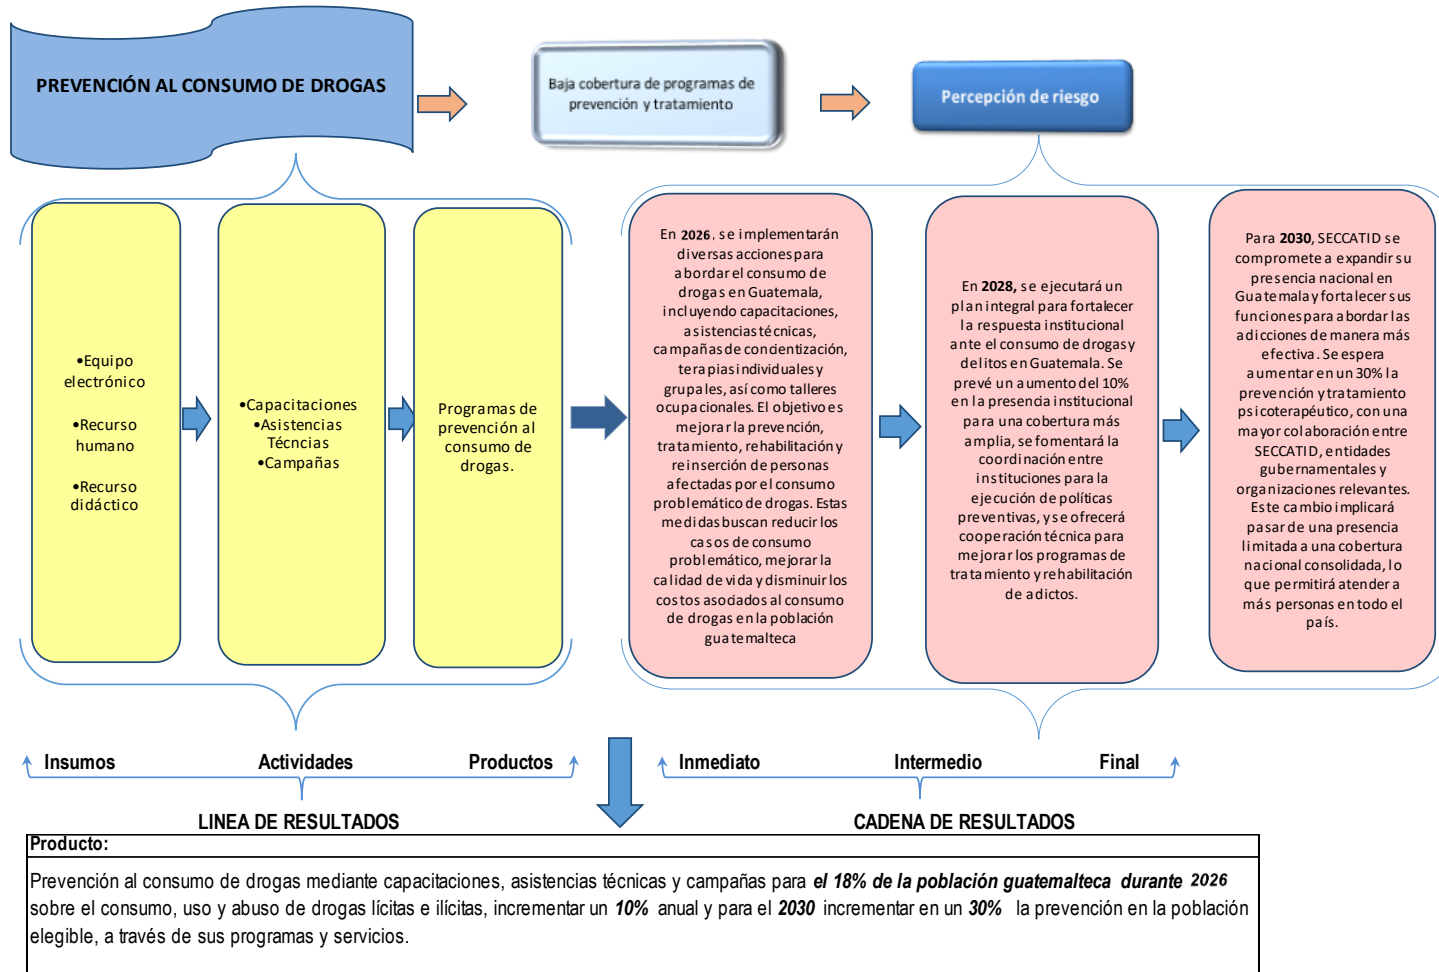 PREVENCIÓN AL CONSUMO DE DROGAS
Baja cobertura de programas de
prevención y tratamiento
Percepción de riesgo
•Equipo
electrónico
•Recurso
humano
•Recurso
didáctico
•Capacitaciones
•Asistencias
Técncias
•Campañas
Programas de
prevención al
consumo de
drogas.
En 2026, se implementarán
diversas acciones para
abordar el consumo de
drogas en Guatemala,
incluyendo capacitaciones,
asistencias técnicas,
campañas de concientización,
terapias individuales y
grupales, así como talleres
ocupacionales. El objetivo es
mejorar la prevención,
tratamiento, rehabilitación y
reinserción de personas
afectadas por el consumo
problemático de drogas. Estas
medidas buscan reducir los
casos de consumo
problemático, mejorar la
calidad de vida y disminuir los
costos asociados al consumo
de drogas en la población
guatemalteca
En 2028, se ejecutará un
plan integral para fortalecer
la respuesta institucional
ante el consumo de drogas y
delitos en Guatemala. Se
prevé un aumento del 10%
en la presencia institucional
para una cobertura más
amplia, se fomentará la
coordinación entre
instituciones para la
ejecución de políticas
preventivas, y se ofrecerá
cooperación técnica para
mejorar los programas de
tratamiento y rehabilitación
de adictos.
Para 2030, SECCATID se
compromete a expandir su
presencia nacional en
Guatemala y fortalecer sus
funciones para abordar las
adicciones de manera más
efectiva. Se espera
aumentar en un 30% la
prevención y tratamiento
psicoterapéutico, con una
mayor colaboración entre
SECCATID, entidades
gubernamentales y
organizaciones relevantes.
Este cambio implicará
pasar de una presencia
limitada a una cobertura
nacional consolidada, lo
que permitirá atender a
más personas en todo el
país.
Insumos Actividades Productos Inmediato Intermedio Final
LINEA DE RESULTADOS CADENA DE RESULTADOS
Producto:
Prevención al consumo de drogas mediante capacitaciones, asistencias técnicas y campañas para el 18% de la población guatemalteca durante 2026
sobre el consumo, uso y abuso de drogas lícitas e ilícitas, incrementar un 10% anual y para el 2030 incrementar en un 30% la prevención en la población
elegible, a través de sus programas y servicios.